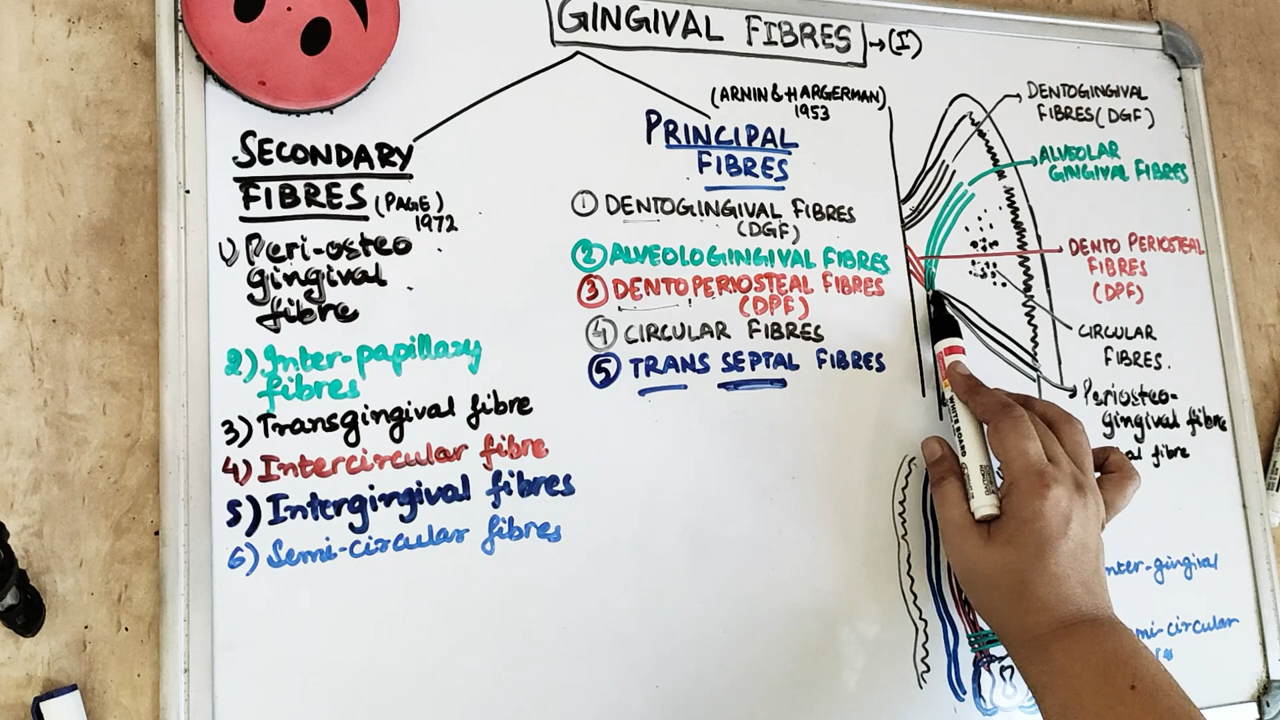 GINGIVAL FIBRES →(I)
SECONDARY
FIBRES (PAGE)
1972
1) Peri-osteo
gingival
fibre
2) Inter-papillary
fibres
3) Transgingival fibre
4) Intercircular fibre
5) Intergingival fibres
6) Semi-circular fibres
(ARNIN & HARGERMAN)
1953
PRINCIPAL
FIBRES
① DENTOGINGIVAL FIBRES
(DGF)
② ALVEOLOGINGIVAL FIBRES
③ DENTOPERIOSTEAL FIBRES
(DPF)
④ CIRCULAR FIBRES
⑤ TRANS SEPTAL FIBRES
DENTOGINGIVAL
FIBRES (DGF)
ALVEOLAR
GINGIVAL FIBRES
DENTO PERIOSTEAL
FIBRES
(DPF)
CIRCULAR
FIBRES.
Periosteo-
gingival fibre
fibre
nter-gingival
mi-circular
WHITE BOARD